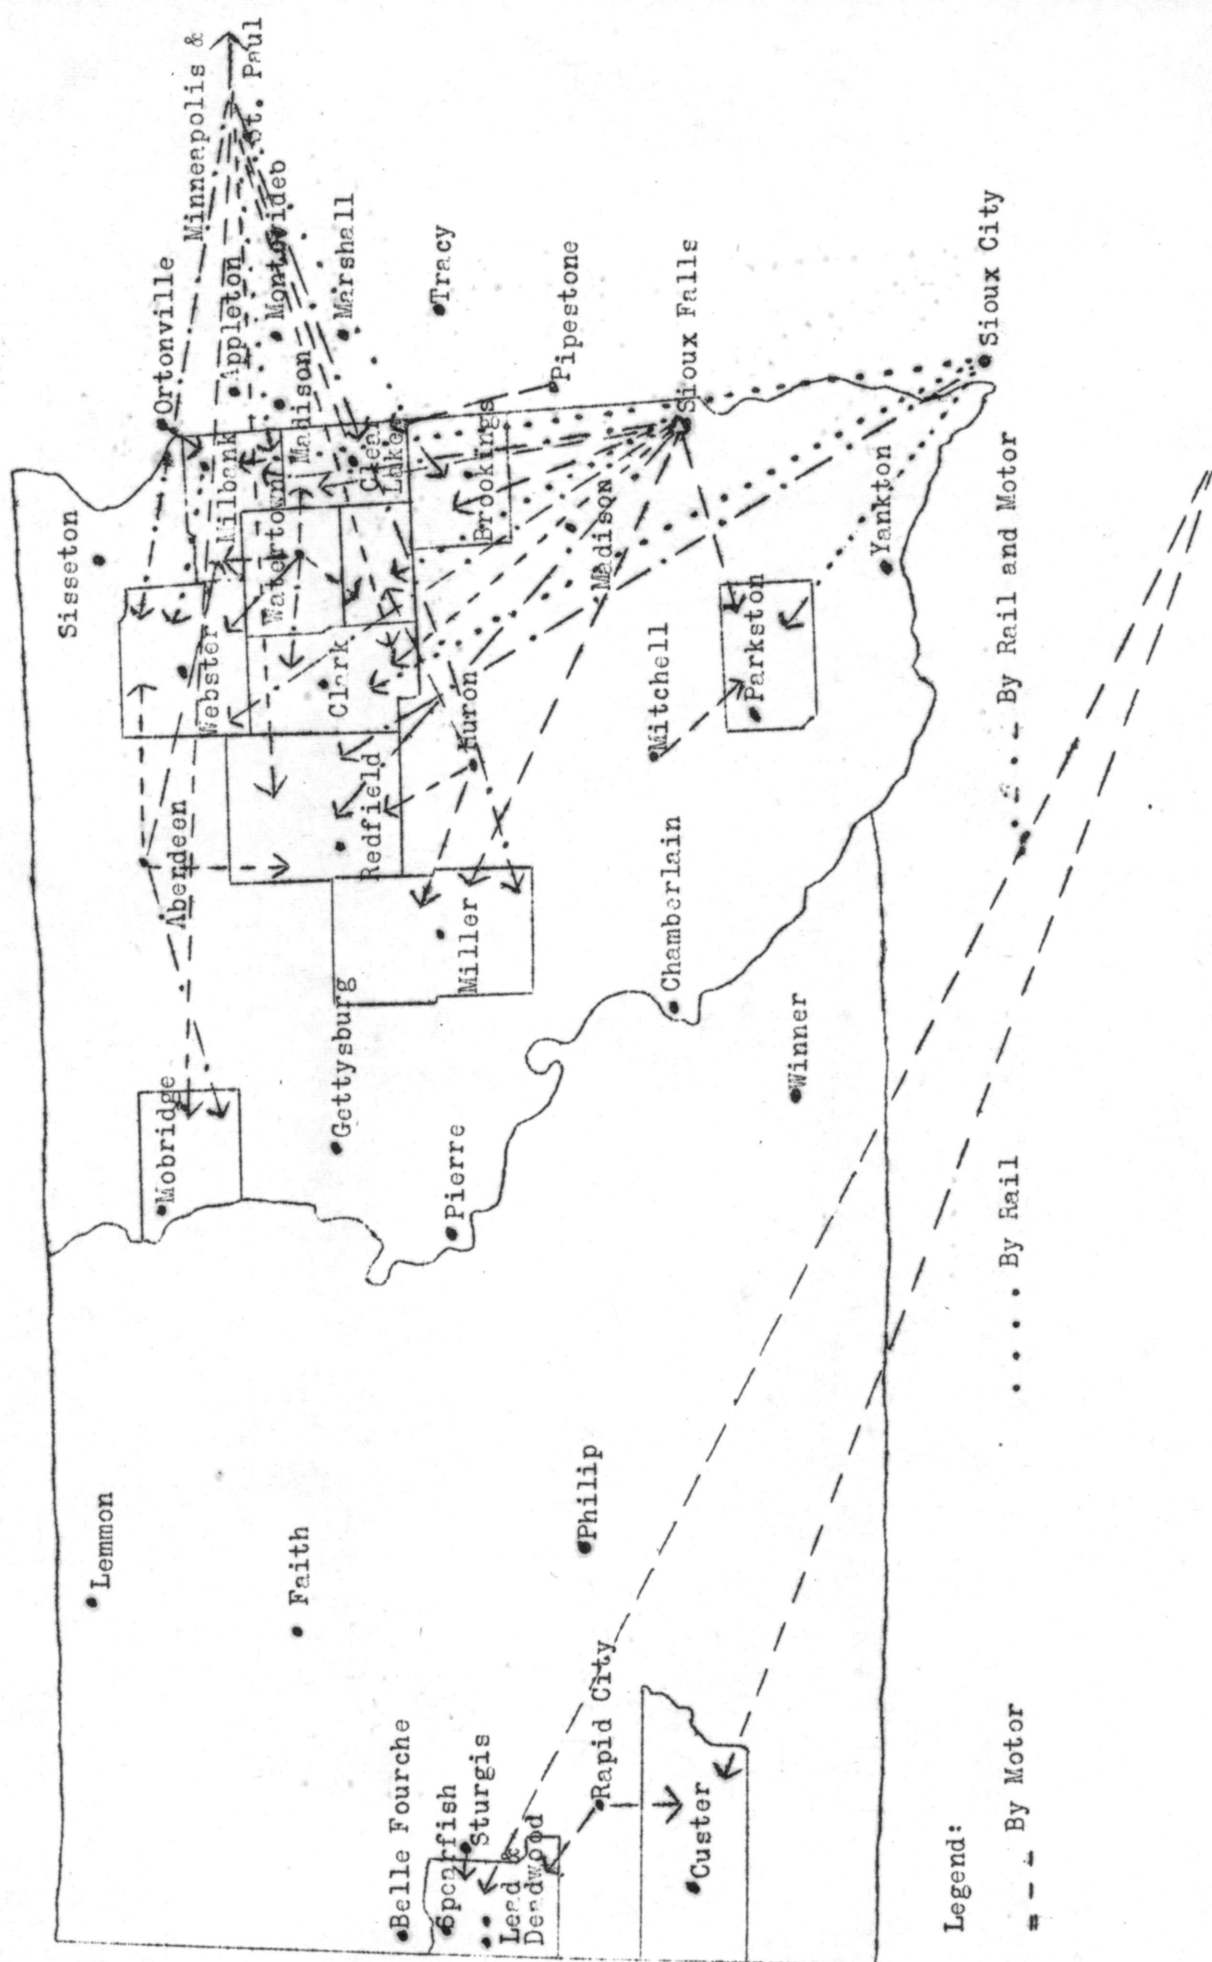 Minneapolis &
St. Paul
Ortonville
Appleton
Montevideo
Marshall
Madison
Tracy
Pipestone
Sioux Falls
Sioux City
Sisseton
Milbank
Watertown
Clear
Lake
Brookings
Madison
Yankton
Webster
Clark
Huron
Mitchell
Parkston
Aberdeen
Redfield
Miller
Chamberlain
Winner
Mobridge
Gettysburg
Pierre
Lemmon
Faith
Philip
Belle Fourche
Spearfish
Sturgis
Lead &
Deadwood
Rapid City
Custer
Legend:
By Motor
By Rail
By Rail and Motor